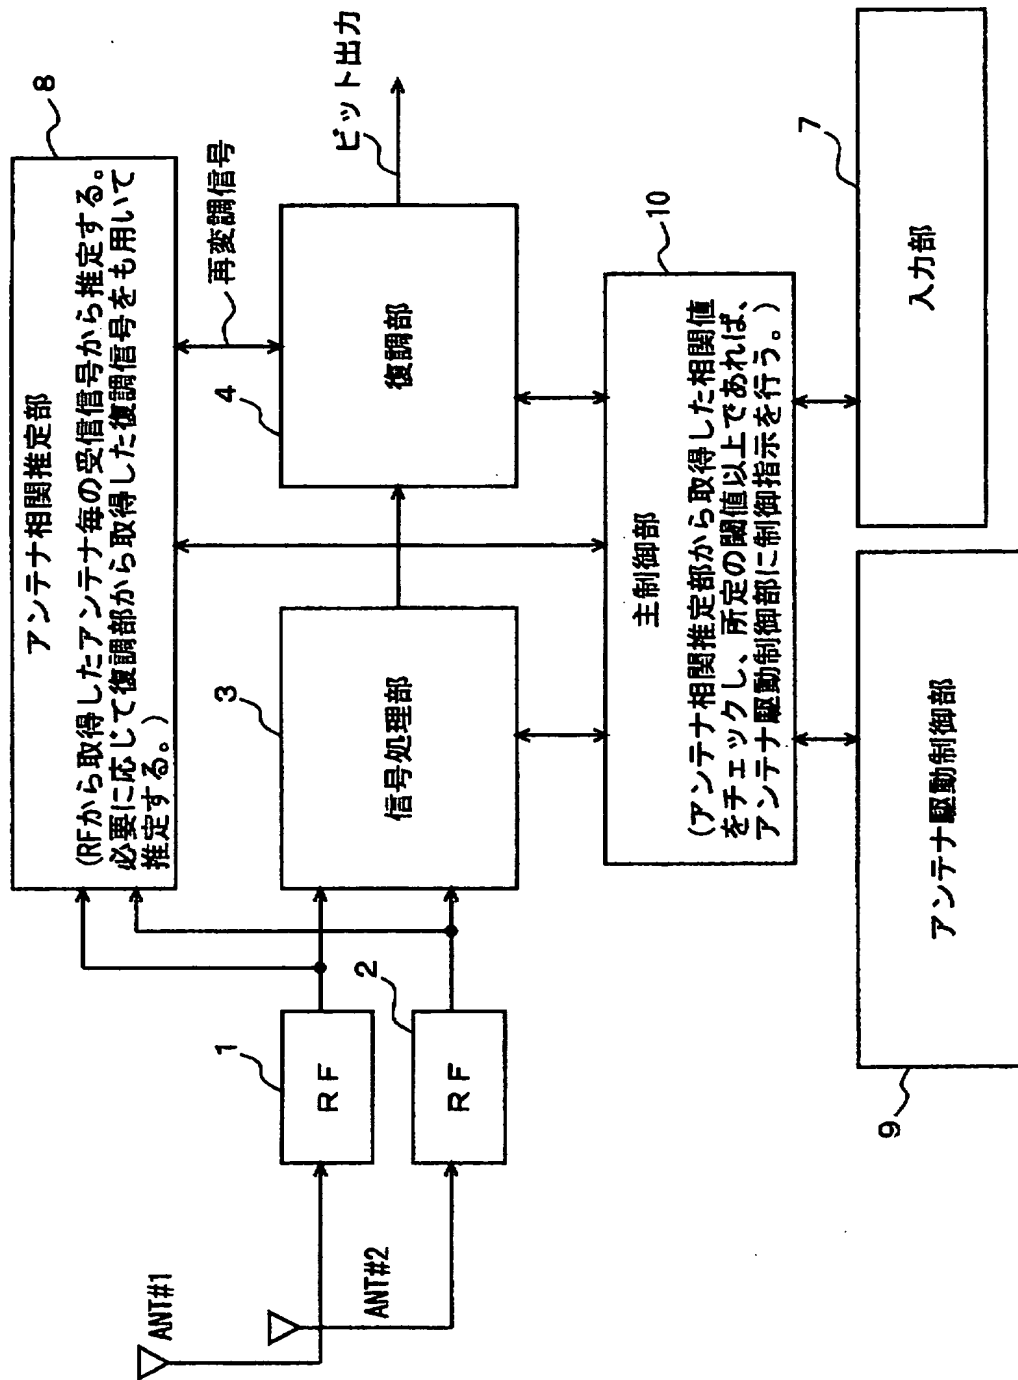 アンテナ相関推定部
(RFから取得したアンテナ毎の受信信号から推定する。
必要に応じて復調部から取得した復調信号をも用いて
推定する。)
8
再変調信号
ビット出力
ANT#1
ANT#2
1
RF
2
RF
3
信号処理部
4
復調部
10
主制御部
(アンテナ相関推定部から取得した相関値
をチェックし、所定の閾値以上であれば、
アンテナ駆動制御部に制御指示を行う。)
9
アンテナ駆動制御部
7
入力部